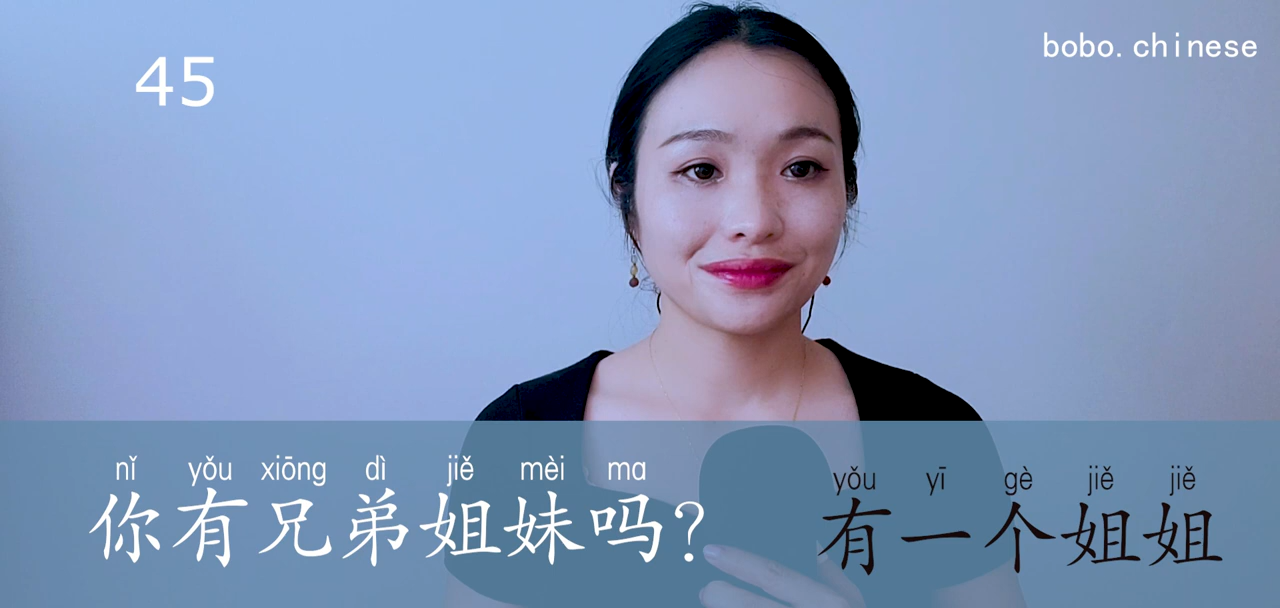 45
bobo.chinese
nǐ yǒu xiōng dì jiě mèi ma
你有兄弟姐妹吗?
yǒu yī gè jiě jiě
有一个姐姐